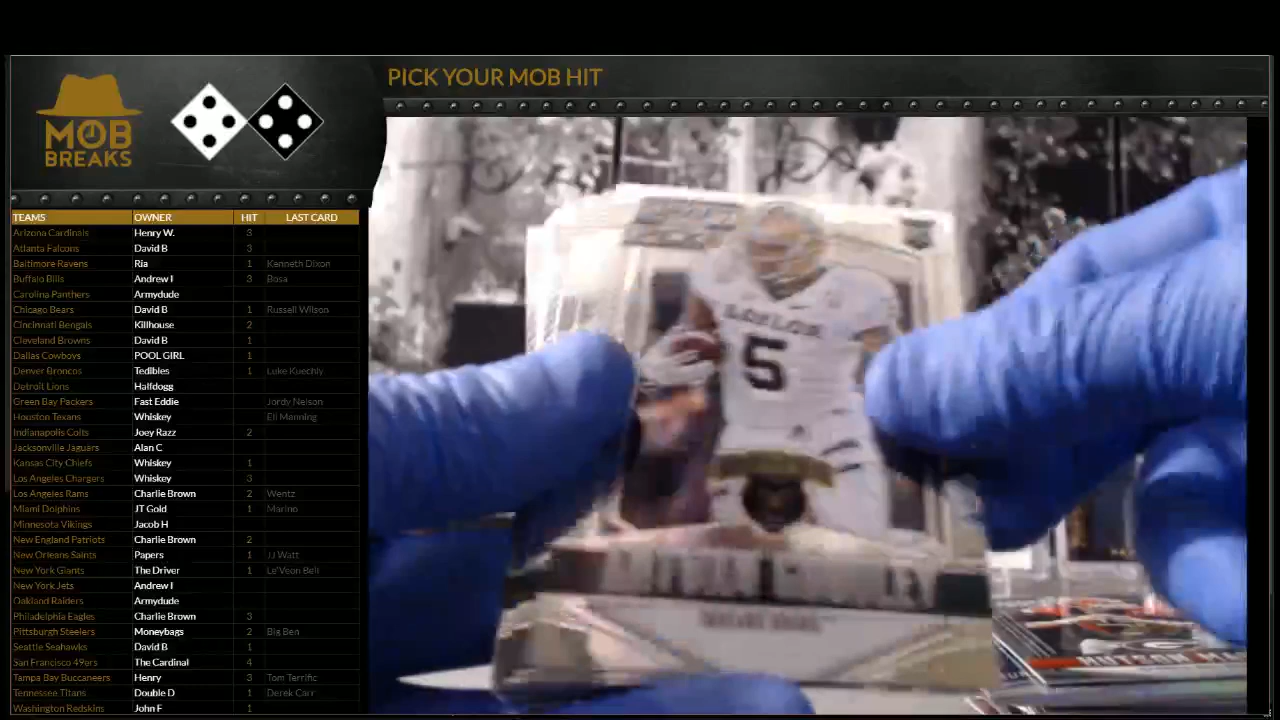 PICK YOUR MOB HIT
MOB
BREAKS
TEAMS OWNER HIT LAST CARD
Arizona Cardinals Henry W. 3
Atlanta Falcons David B 3
Baltimore Ravens Ria 1 Kenneth Dixon
Buffalo Bills Andrew I 3 Bosa
Carolina Panthers Armydude
Chicago Bears David B 1 Russell Wilson
Cincinnati Bengals Killhouse 2
Cleveland Browns David B 1
Dallas Cowboys POOL GIRL 1
Denver Broncos Tedibles 1 Luke Kuechly
Detroit Lions Halfdogg
Green Bay Packers Fast Eddie Jordy Nelson
Houston Texans Whiskey Eli Manning
Indianapolis Colts Joey Razz 2
Jacksonville Jaguars Alan C
Kansas City Chiefs Whiskey 1
Los Angeles Chargers Whiskey 3
Los Angeles Rams Charlie Brown 2 Wentz
Miami Dolphins JT Gold 1 Marino
Minnesota Vikings Jacob H
New England Patriots Charlie Brown 2
New Orleans Saints Papers 1 JJ Watt
New York Giants The Driver 1 Le'Veon Bell
New York Jets Andrew I
Oakland Raiders Armydude
Philadelphia Eagles Charlie Brown 3
Pittsburgh Steelers Moneybags 2 Big Ben
Seattle Seahawks David B 1
San Francisco 49ers The Cardinal 4
Tampa Bay Buccaneers Henry 3 Tom Terrific
Tennessee Titans Double D 1 Derek Carr
Washington Redskins John F 1
BAYLOR
5